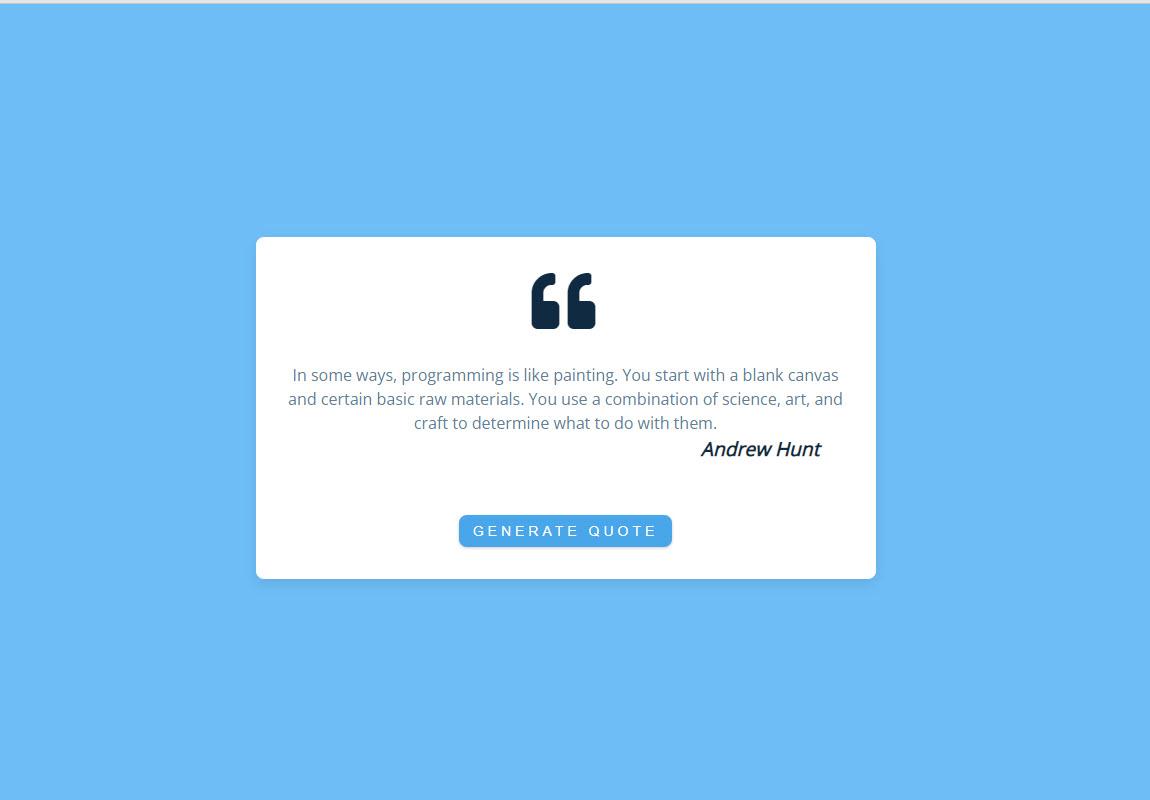 In some ways, programming is like painting. You start with a blank canvas
and certain basic raw materials. You use a combination of science, art, and
craft to determine what to do with them.
Andrew Hunt
GENERATE QUOTE